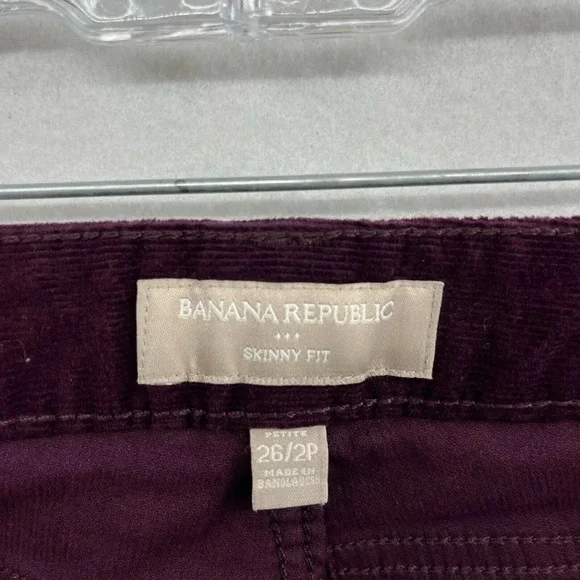 BANANA REPUBLIC
SKINNY FIT
PETITE
26/2P
MADE IN
BANGLADESH